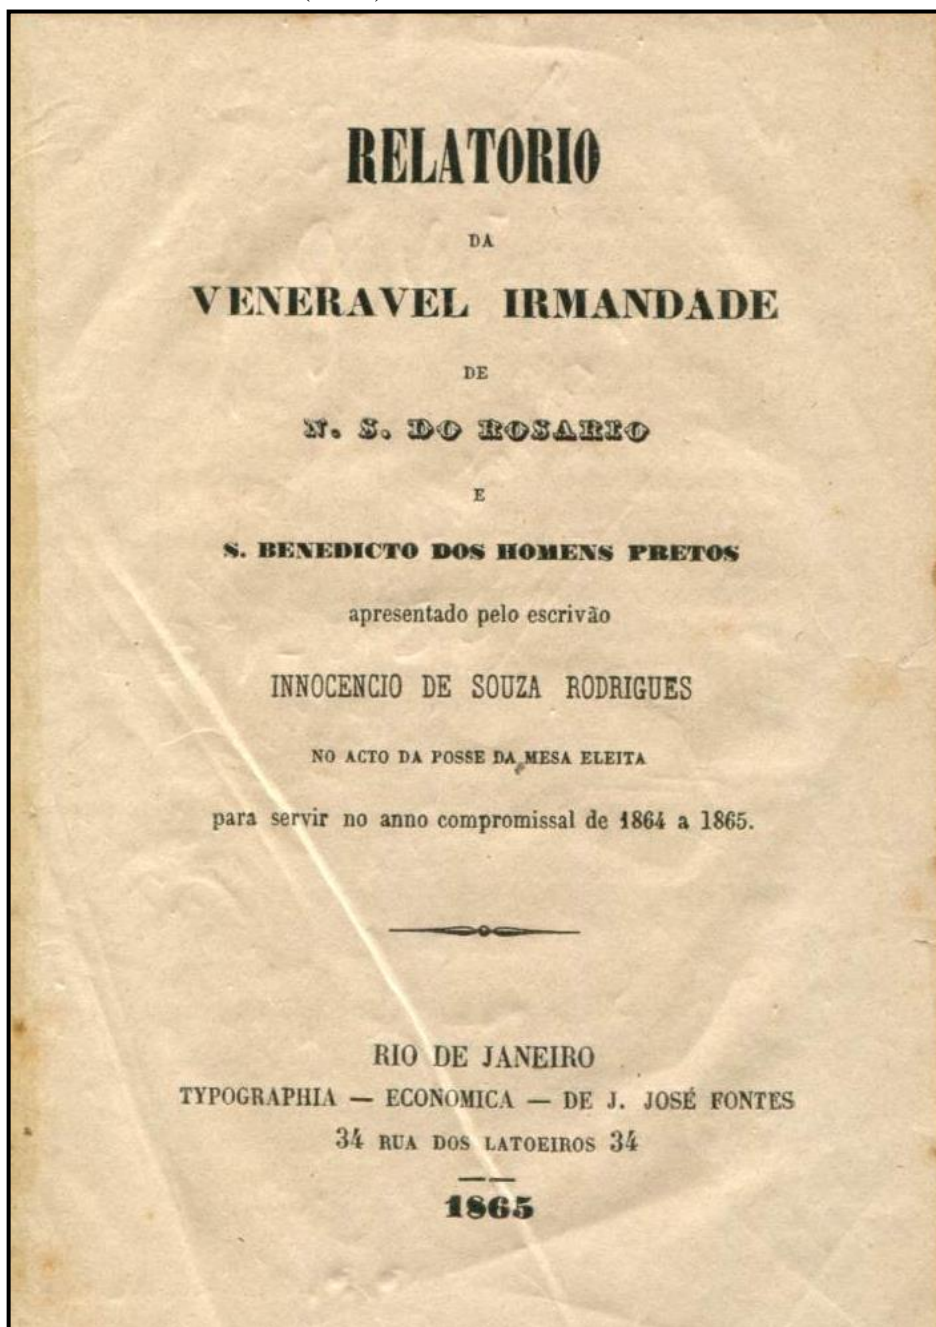 RELATORIO
DA
VENERAVEL IRMANDADE
DE
N. S. DO ROSARIO
E
S. BENEDICTO DOS HOMENS PRETOS
apresentado pelo escrivão
INNOCENCIO DE SOUZA RODRIGUES
NO ACTO DA POSSE DA MESA ELEITA
para servir no anno compromissal de 1864 a 1865.
RIO DE JANEIRO
TYPOGRAPHIA — ECONOMICA — DE J. JOSÉ FONTES
34 RUA DOS LATOEIROS 34
1865